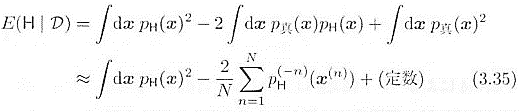 E(H | 𝒟) = ∫d𝒙 p_H(𝒙)² − 2 ∫d𝒙 p_真(𝒙)p_H(𝒙) + ∫d𝒙 p_真(𝒙)²
≈ ∫d𝒙 p_H(𝒙)² − \frac{2}{N} ∑_{n=1}^{N} p_H^{(−n)}(𝒙^{(n)}) + (定数) (3.35)